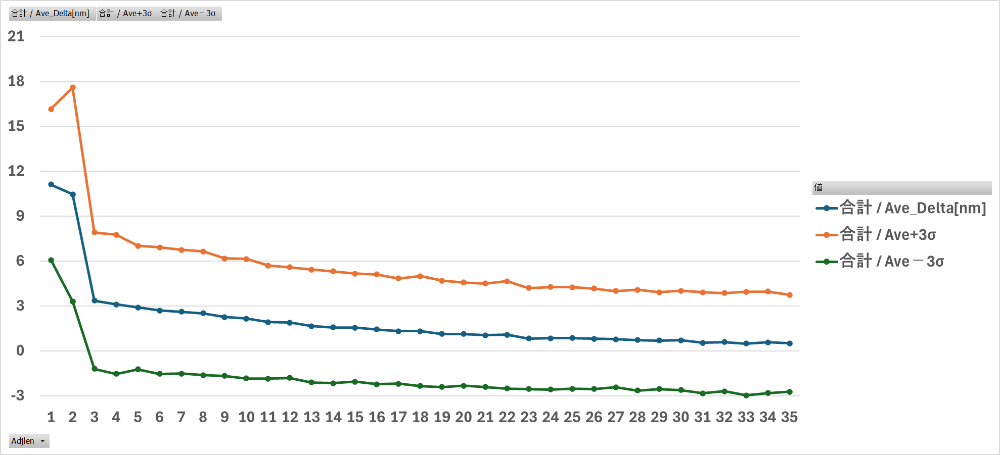 合計 / Ave_Delta[nm] 合計 / Ave+3σ 合計 / Ave－3σ
21
18
15
12
9
6
3
0
-3
1 2 3 4 5 6 7 8 9 10 11 12 13 14 15 16 17 18 19 20 21 22 23 24 25 26 27 28 29 30 31 32 33 34 35
Adjlen
値
合計 / Ave_Delta[nm]
合計 / Ave+3σ
合計 / Ave－3σ